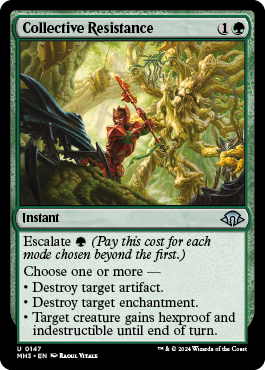 Collective Resistance 1
Instant
Escalate (Pay this cost for each
mode chosen beyond the first.)
Choose one or more —
• Destroy target artifact.
• Destroy target enchantment.
• Target creature gains hexproof and
indestructible until end of turn.
U 0147
MH3 • EN Raoul Vitale
™ & © 2024 Wizards of the Coast